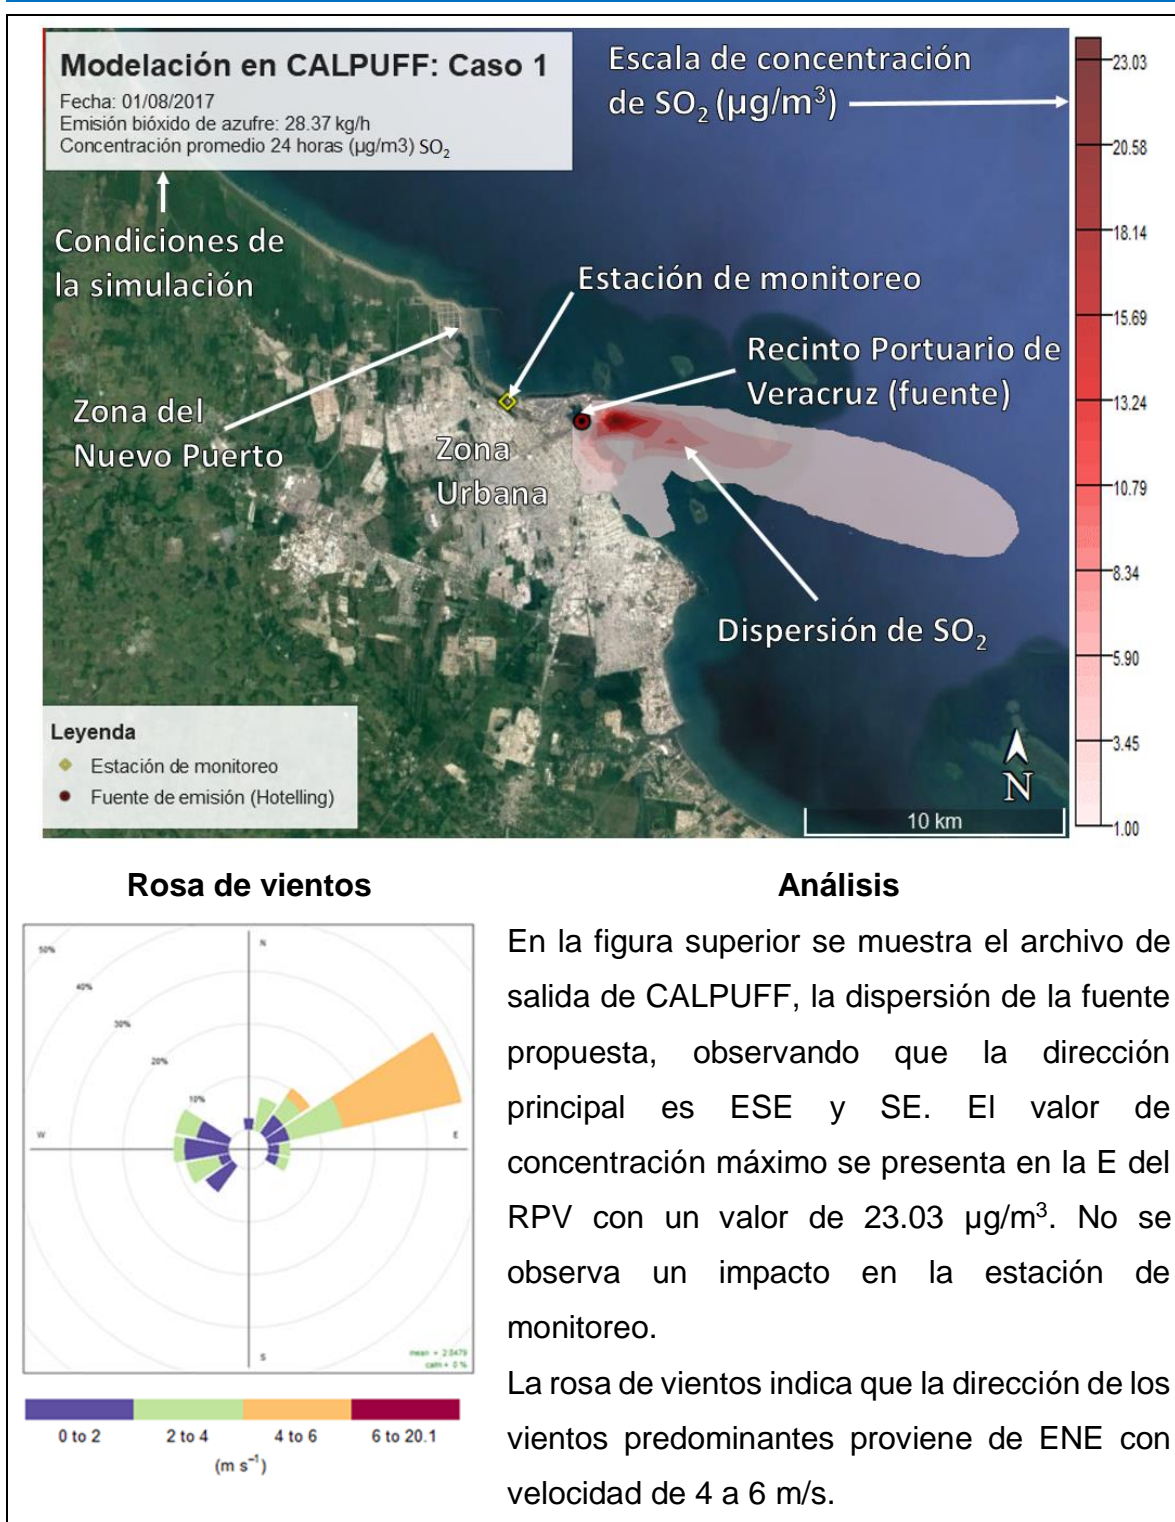 Modelación en CALPUFF: Caso 1
Fecha: 01/08/2017
Emisión bióxido de azufre: 28.37 kg/h
Concentración promedio 24 horas (µg/m3) SO₂
Escala de concentración
de SO₂ (µg/m³)
23.03
20.58
18.14
15.69
13.24
10.79
8.34
5.90
3.45
1.00
Condiciones de
la simulación
Estación de monitoreo
Recinto Portuario de
Veracruz (fuente)
Zona del
Nuevo Puerto
Zona
Urbana
Dispersión de SO₂
Leyenda
Estación de monitoreo
Fuente de emisión (Hotelling)
N
10 km
Rosa de vientos
50%
40%
30%
20%
10%
N
W
E
S
mean = 2.8479
calm = 0 %
0 to 2
2 to 4
4 to 6
6 to 20.1
(m s⁻¹)
Análisis
En la figura superior se muestra el archivo de
salida de CALPUFF, la dispersión de la fuente
propuesta, observando que la dirección
principal es ESE y SE. El valor de
concentración máximo se presenta en la E del
RPV con un valor de 23.03 µg/m³. No se
observa un impacto en la estación de
monitoreo.
La rosa de vientos indica que la dirección de los
vientos predominantes proviene de ENE con
velocidad de 4 a 6 m/s.